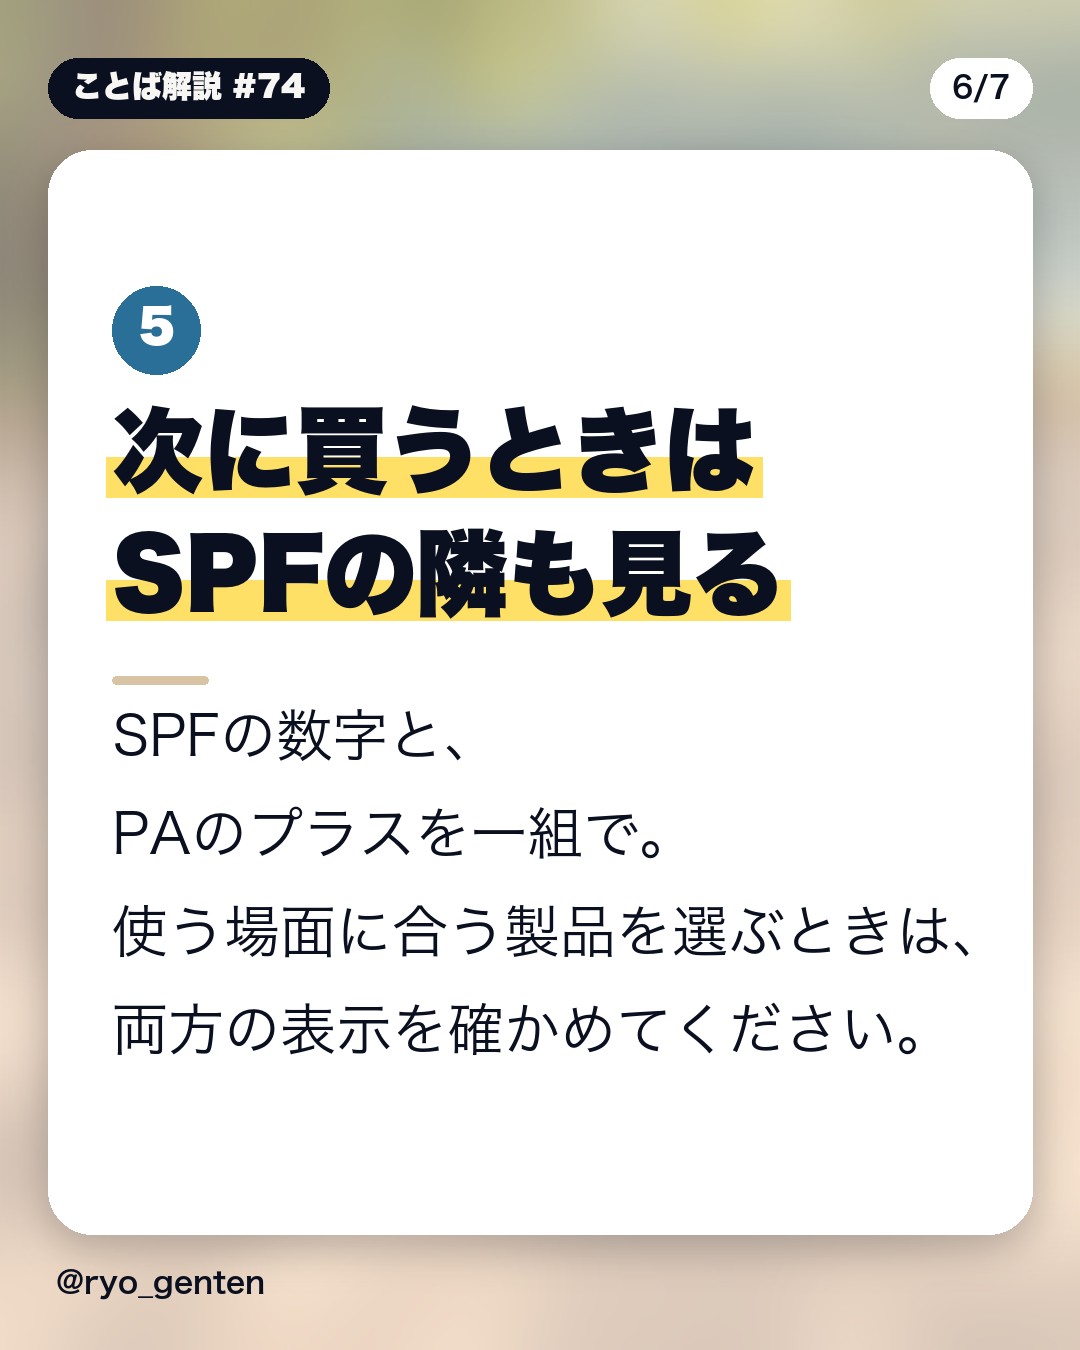 ことば解説 #74
6/7
5
次に買うときは
SPFの隣も見る
SPFの数字と、
PAのプラスを一組で。
使う場面に合う製品を選ぶときは、
両方の表示を確かめてください。
@ryo_genten